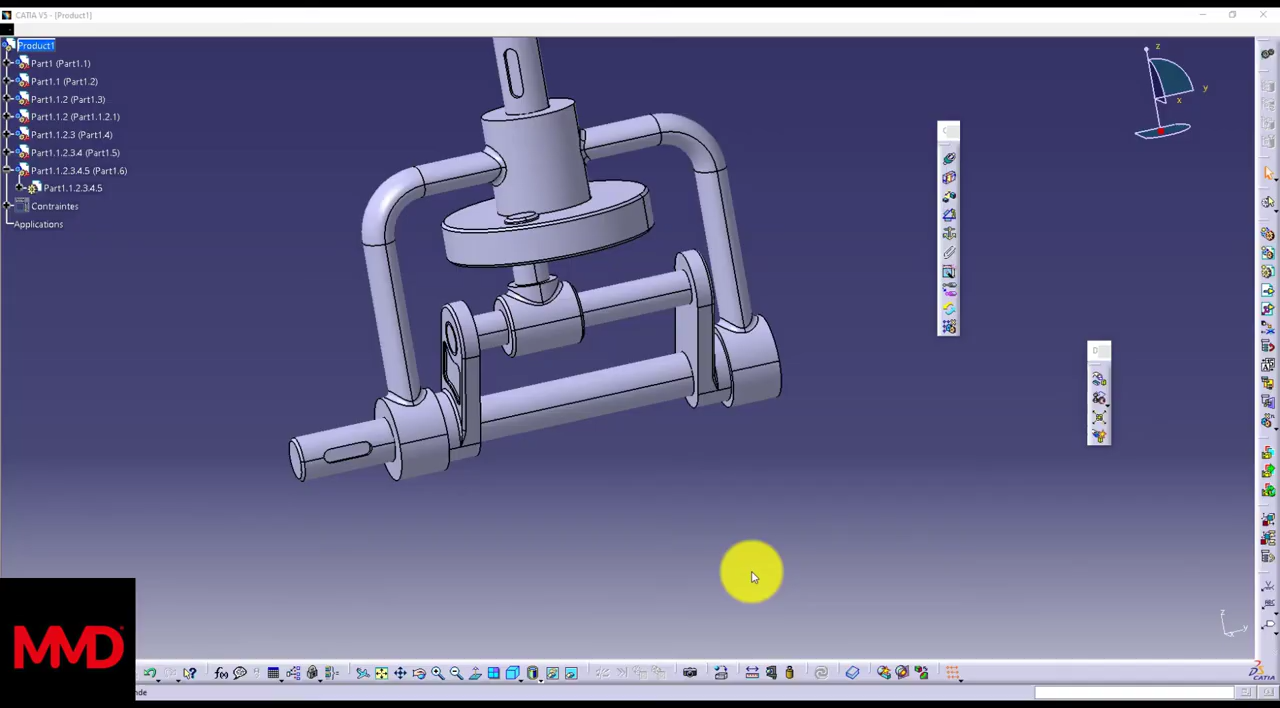 CATIA V5 - [Product1]
Product1
Part1 (Part1.1)
Part1.1 (Part1.2)
Part1.1.2 (Part1.3)
Part1.1.2 (Part1.1.2.1)
Part1.1.2.3 (Part1.4)
Part1.1.2.3.4 (Part1.5)
Part1.1.2.3.4.5 (Part1.6)
Part1.1.2.3.4.5
Contraintes
Applications
z
y
x
C
D
z
y
MMD
nde
CATIA